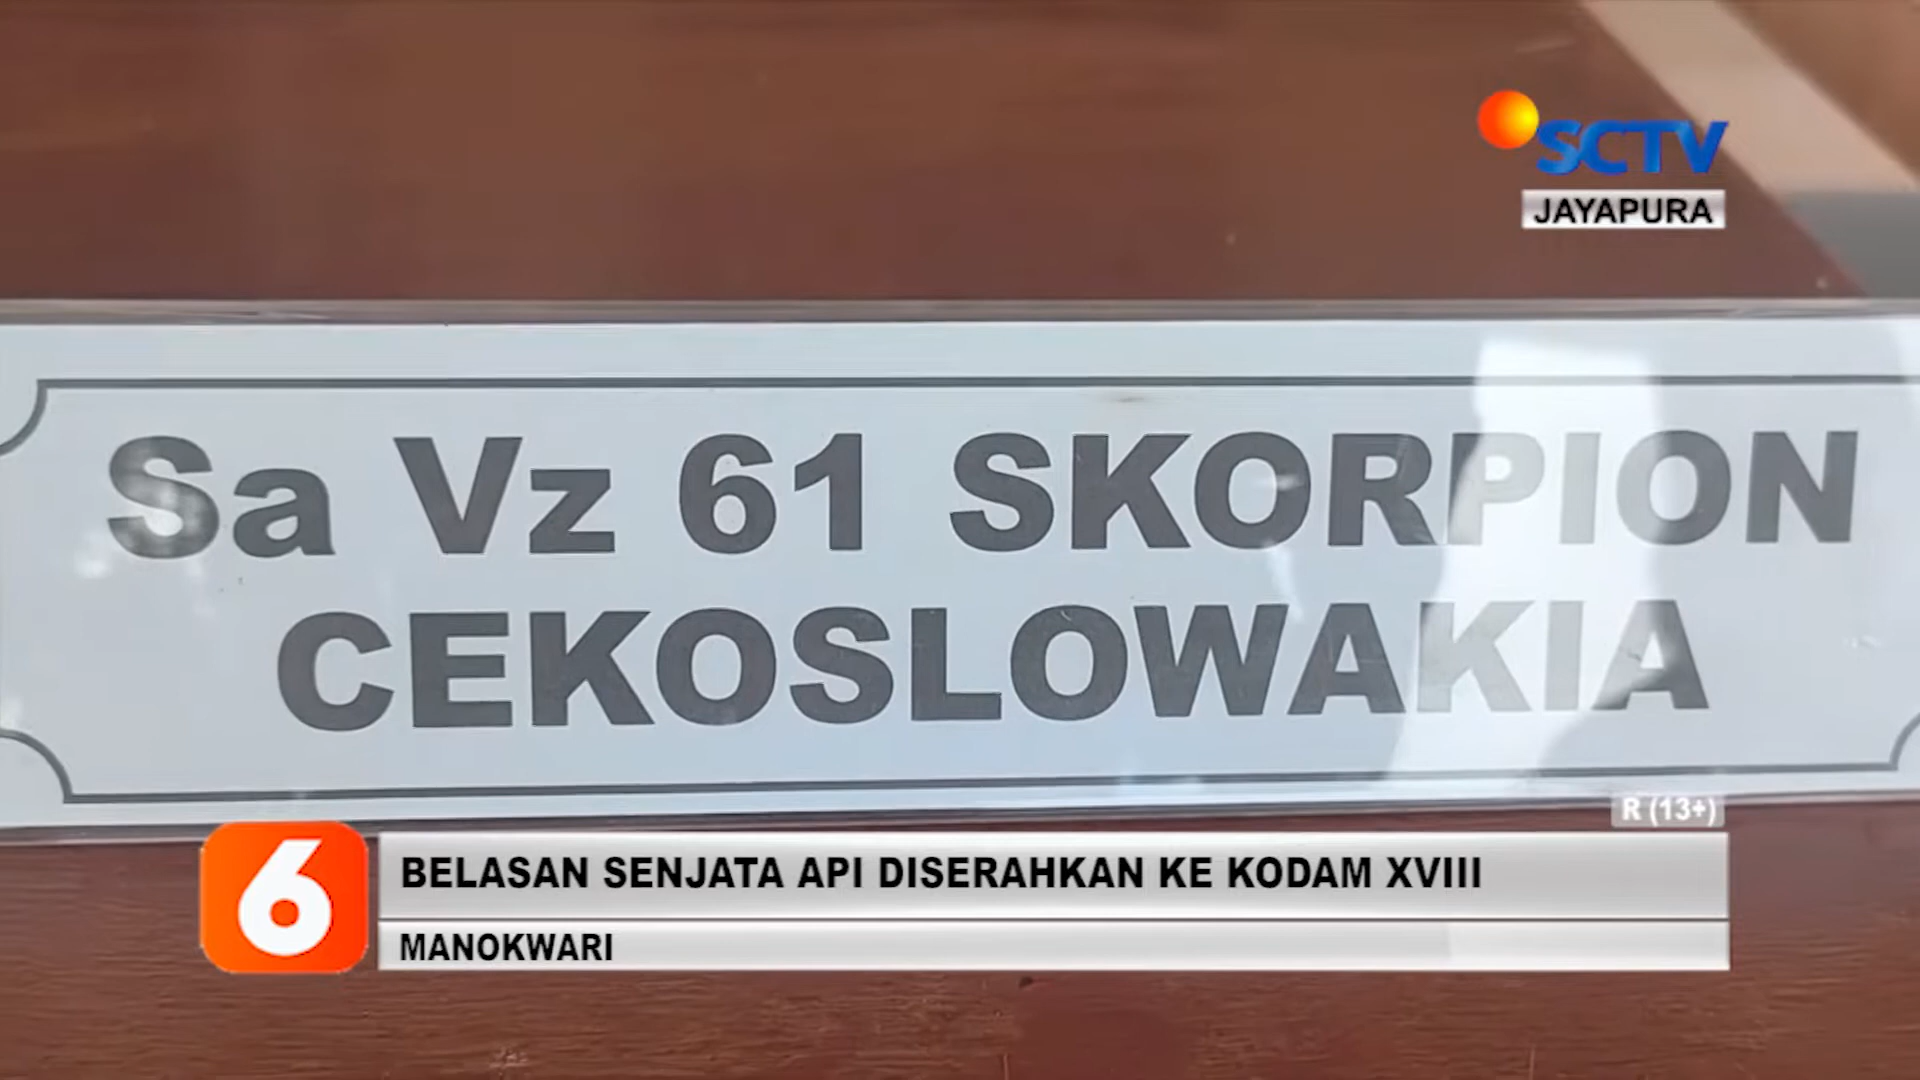 SCTV
JAYAPURA
Sa Vz 61 SKORPION
CEKOSLOWAKIA
R (13+)
6
BELASAN SENJATA API DISERAHKAN KE KODAM XVIII
MANOKWARI